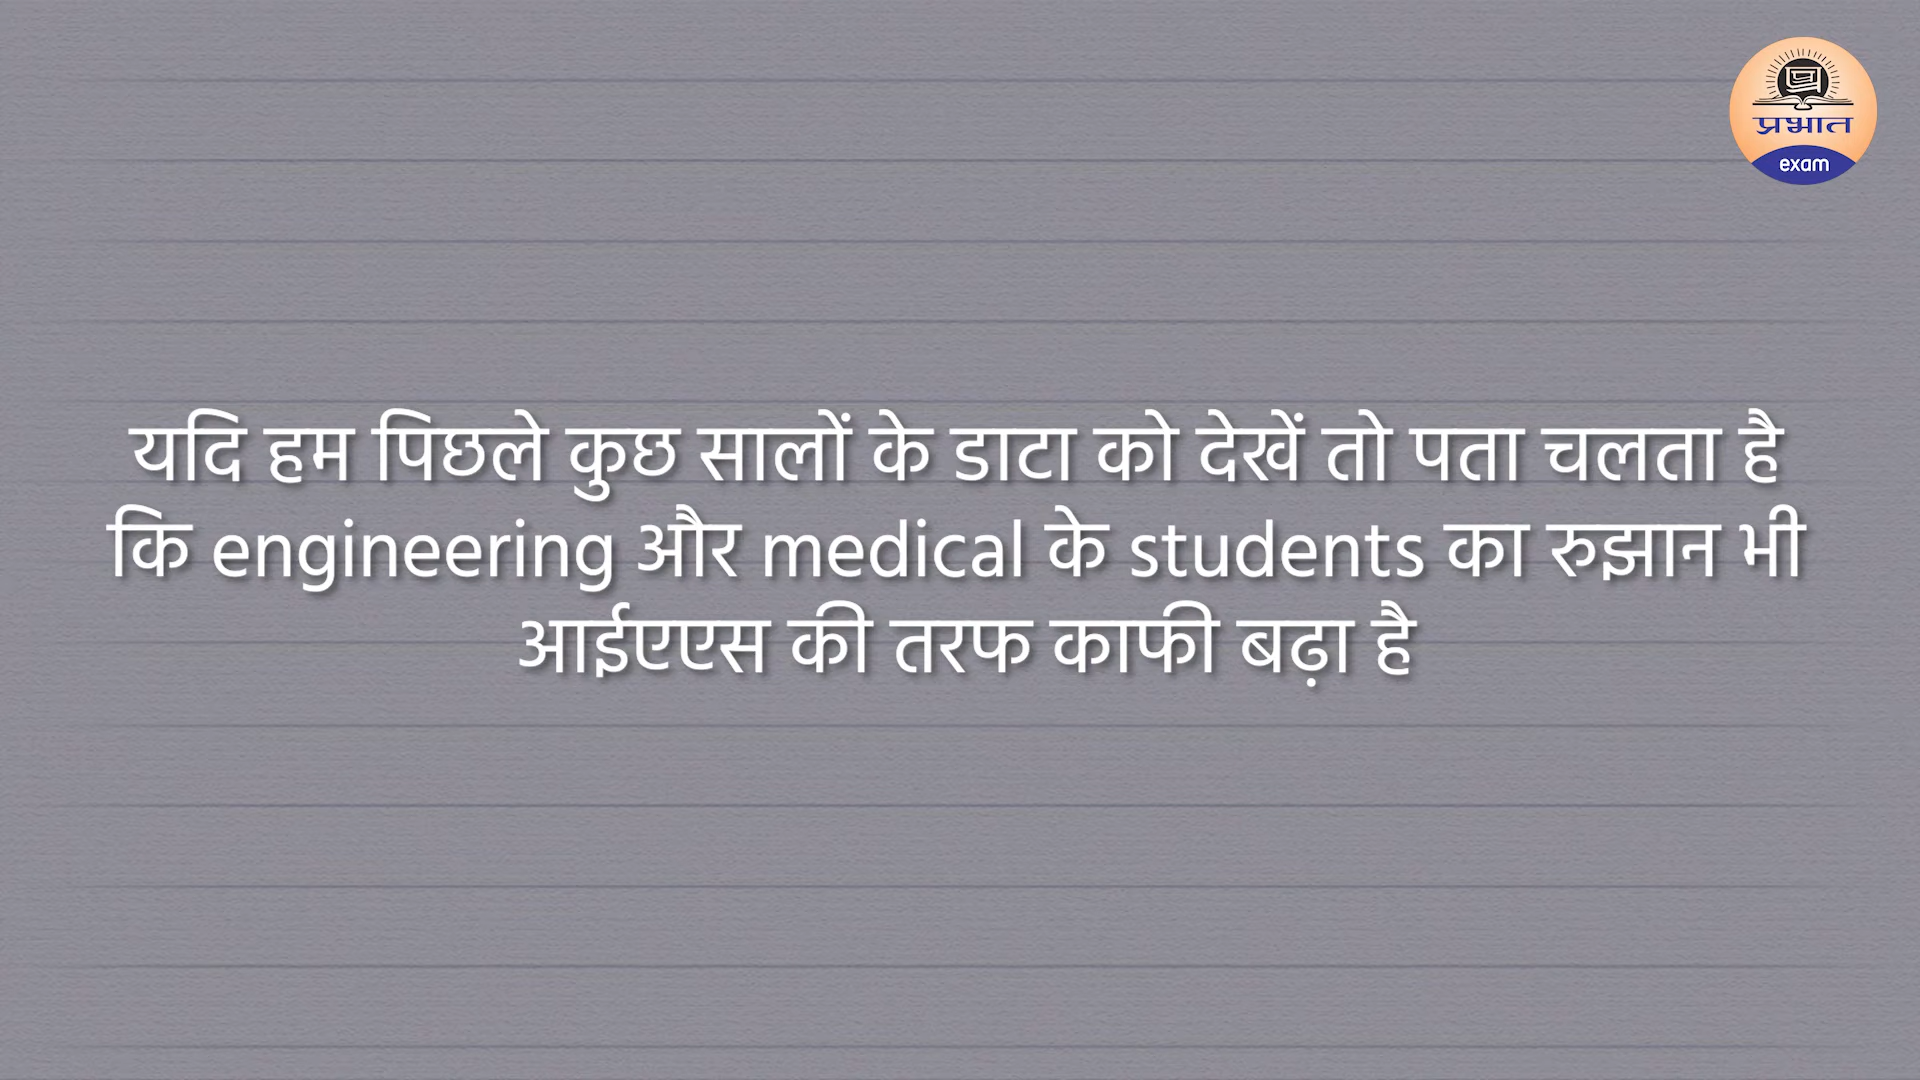 प्रभात
exam
यदि हम पिछले कुछ सालों के डाटा को देखें तो पता चलता है
कि engineering और medical के students का रुझान भी
आईएएस की तरफ काफी बढ़ा है